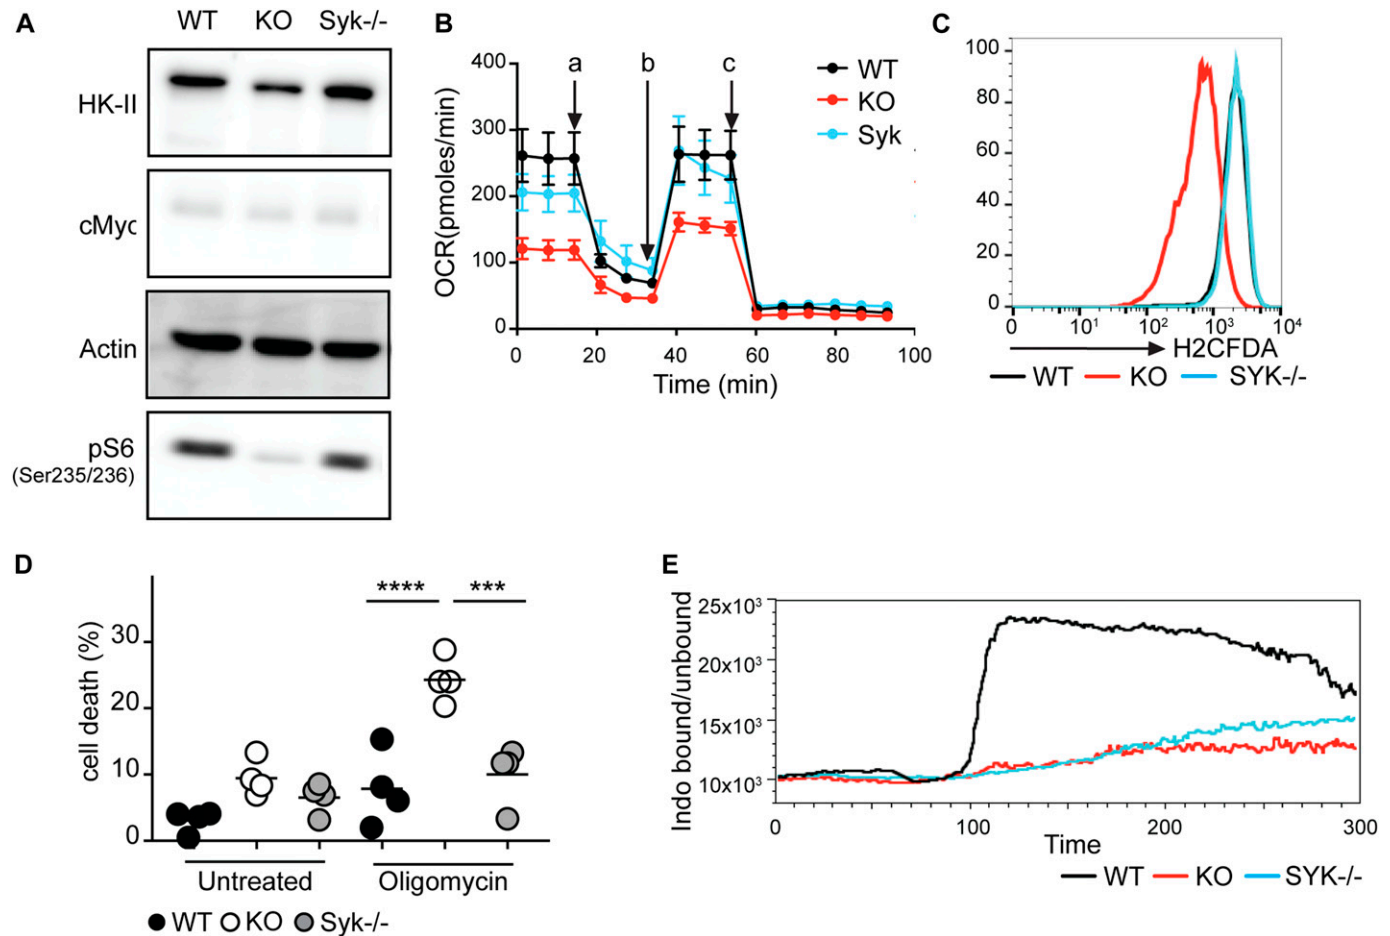 A
WT KO Syk-/-
HK-II
cMyc
Actin
pS6
(Ser235/236)
B
OCR(pmoles/min)
400
300
200
100
0
a b c
WT
KO
Syk
0 20 40 60 80 100
Time (min)
C
100
80
60
40
20
0
0 10¹ 10² 10³ 10⁴
H2CFDA
WT KO SYK-/-
D
cell death (%)
30
20
10
0
**** ***
Untreated Oligomycin
WT KO Syk-/-
E
Indo bound/unbound
25x10³
20x10³
15x10³
10x10³
0 100 200 300
Time
WT KO SYK-/-